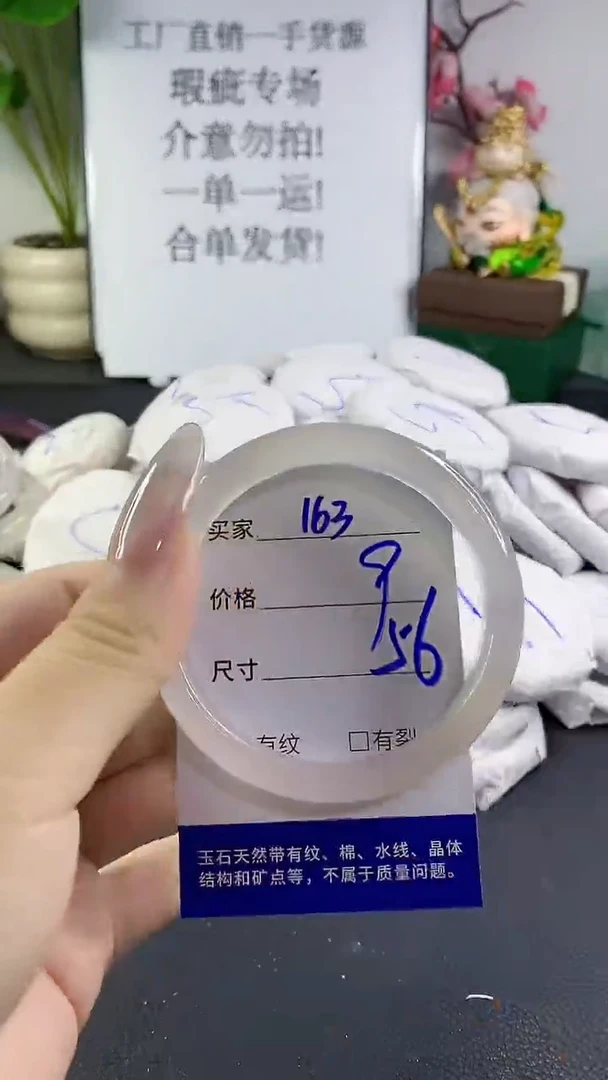 工厂直销一手货源
瑕疵专场
介意勿拍!
一单一运!
合单发货!
买家 163
价格 9
尺寸 56
有纹 □有裂
玉石天然带有纹、棉、水线、晶体
结构和矿点等，不属于质量问题。